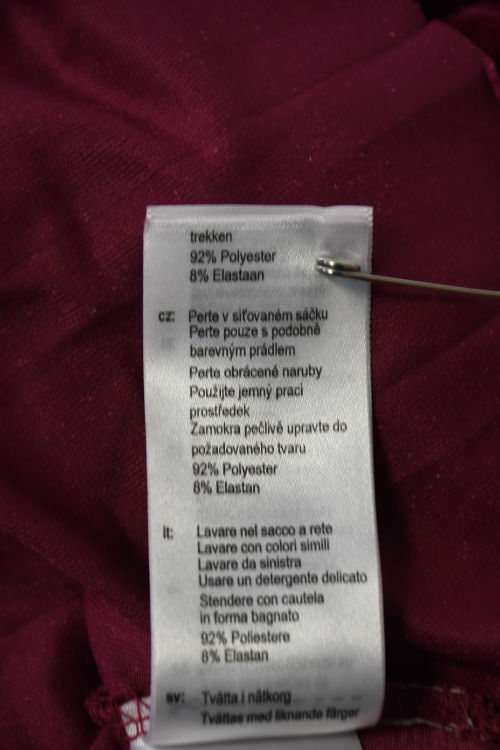 trekken
92% Polyester
8% Elastaan
cz: Perte v síťovaném sáčku
Perte pouze s podobně
barevným prádlem
Perte obrácené naruby
Použijte jemný prací
prostředek
Zamokra pečlivě upravte do
požadovaného tvaru
92% Polyester
8% Elastan
it: Lavare nel sacco a rete
Lavare con colori simili
Lavare da sinistra
Usare un detergente delicato
Stendere con cautela
in forma bagnato
92% Poliestere
8% Elastan
sv: Tvätta i nätkorg
Tvättas med liknande färger